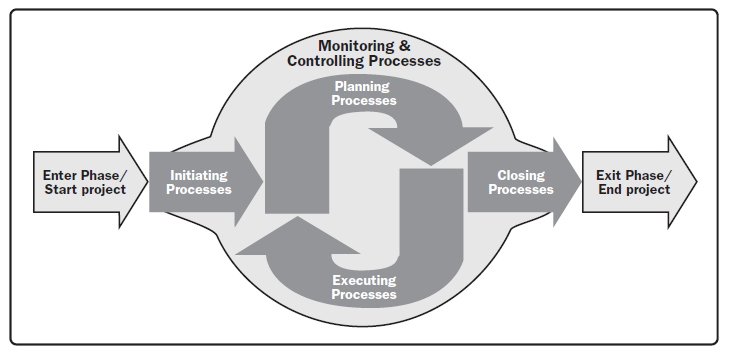 Monitoring &
Controlling Processes
Planning
Processes
Enter Phase/
Start project
Initiating
Processes
Closing
Processes
Exit Phase/
End project
Executing
Processes